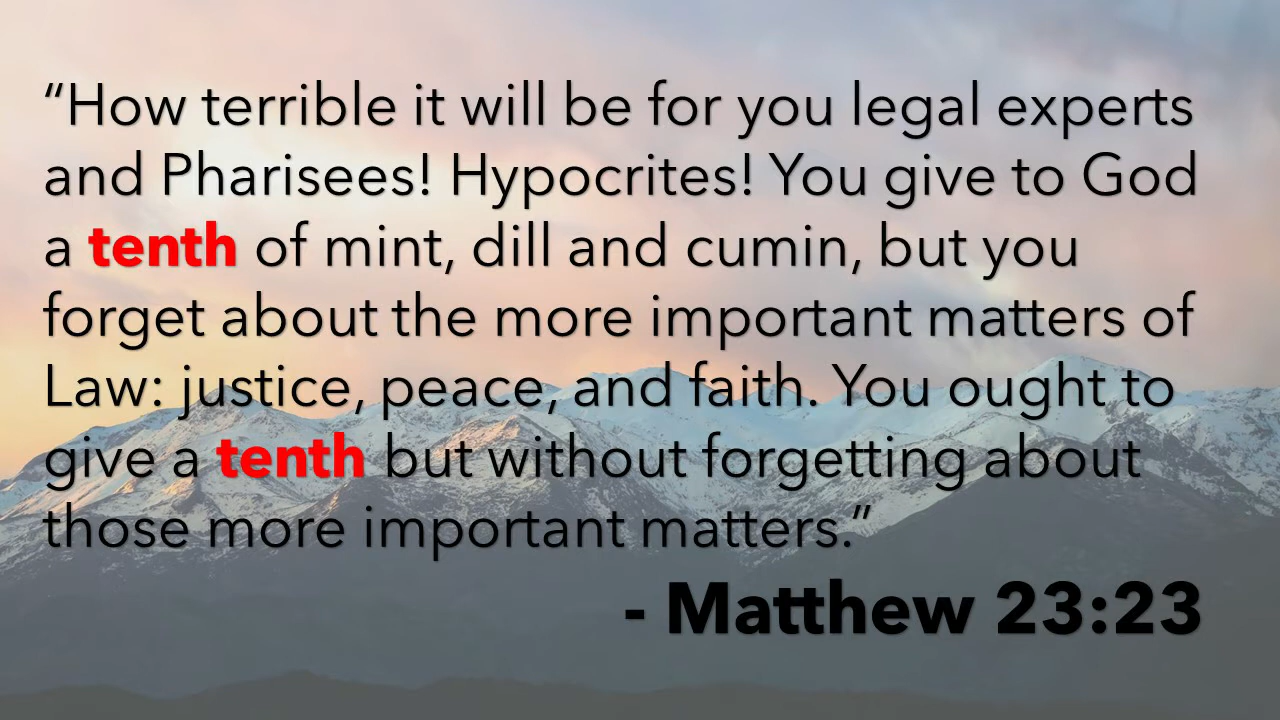 “How terrible it will be for you legal experts
and Pharisees! Hypocrites! You give to God
a tenth of mint, dill and cumin, but you
forget about the more important matters of
Law: justice, peace, and faith. You ought to
give a tenth but without forgetting about
those more important matters.”
- Matthew 23:23